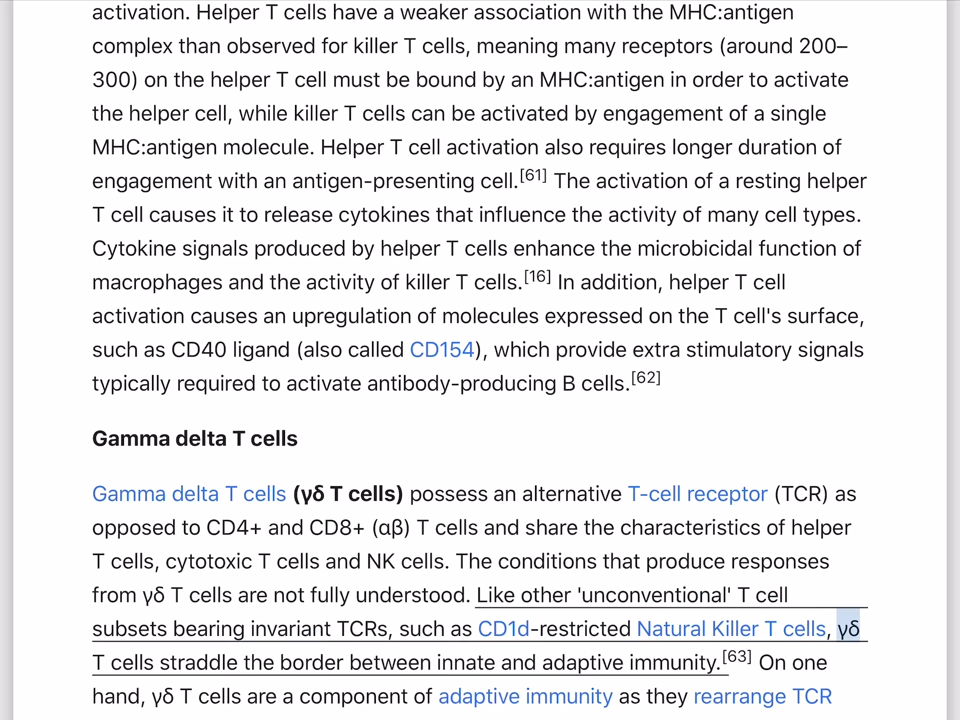 activation. Helper T cells have a weaker association with the MHC:antigen
complex than observed for killer T cells, meaning many receptors (around 200–
300) on the helper T cell must be bound by an MHC:antigen in order to activate
the helper cell, while killer T cells can be activated by engagement of a single
MHC:antigen molecule. Helper T cell activation also requires longer duration of
engagement with an antigen-presenting cell.[61] The activation of a resting helper
T cell causes it to release cytokines that influence the activity of many cell types.
Cytokine signals produced by helper T cells enhance the microbicidal function of
macrophages and the activity of killer T cells.[16] In addition, helper T cell
activation causes an upregulation of molecules expressed on the T cell's surface,
such as CD40 ligand (also called CD154), which provide extra stimulatory signals
typically required to activate antibody-producing B cells.[62]
Gamma delta T cells
Gamma delta T cells (γδ T cells) possess an alternative T-cell receptor (TCR) as
opposed to CD4+ and CD8+ (αβ) T cells and share the characteristics of helper
T cells, cytotoxic T cells and NK cells. The conditions that produce responses
from γδ T cells are not fully understood. Like other 'unconventional' T cell
subsets bearing invariant TCRs, such as CD1d-restricted Natural Killer T cells, γδ
T cells straddle the border between innate and adaptive immunity.[63] On one
hand, γδ T cells are a component of adaptive immunity as they rearrange TCR